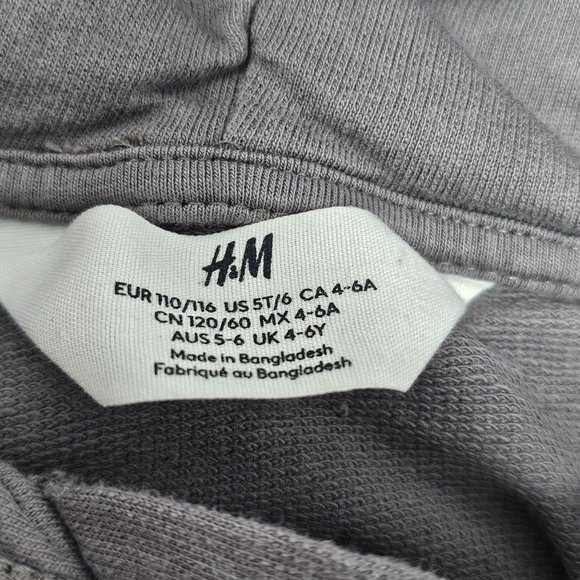 H&M
EUR 110/116 US 5T/6 CA 4-6A
CN 120/60 MX 4-6A
AUS 5-6 UK 4-6Y
Made in Bangladesh
Fabriqué au Bangladesh